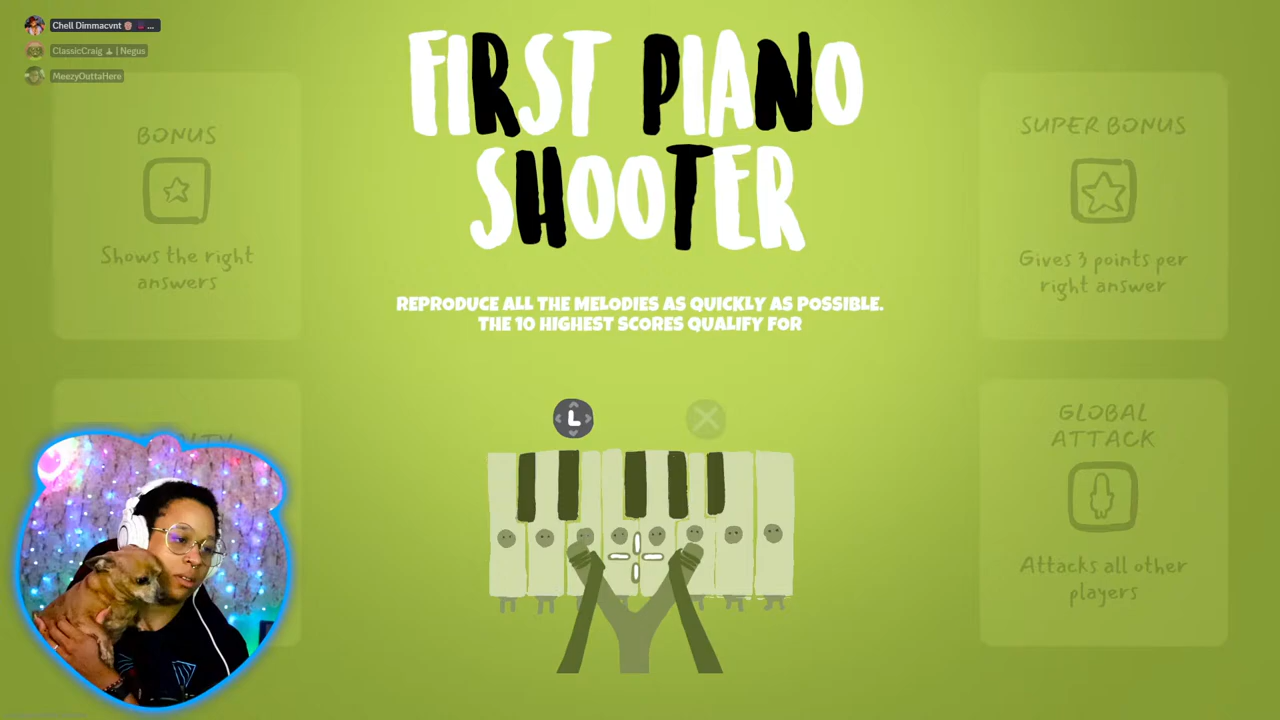 Chell Dimmacvnt
ClassicCraig | Negus
MeezyOuttaHere
FIRST PIANO
SHOOTER
REPRODUCE ALL THE MELODIES AS QUICKLY AS POSSIBLE.
THE 10 HIGHEST SCORES QUALIFY FOR
BONUS
Shows the right
answers
SUPER BONUS
Gives 3 points per
right answer
L
GLOBAL
ATTACK
Attacks all other
players